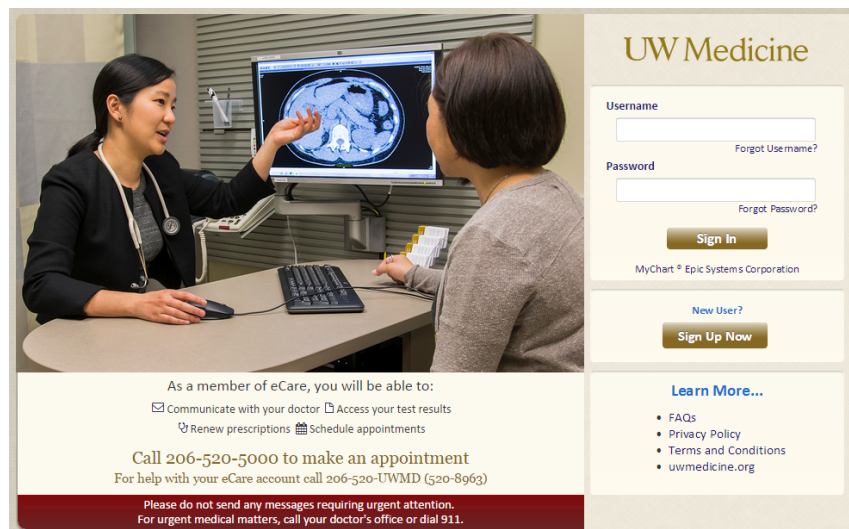 UW Medicine
Username
Forgot Username?
Password
Forgot Password?
Sign In
MyChart ® Epic Systems Corporation
New User?
Sign Up Now
Learn More...
FAQs
Privacy Policy
Terms and Conditions
uwmedicine.org
As a member of eCare, you will be able to:
Communicate with your doctor Access your test results
Renew prescriptions Schedule appointments
Call 206-520-5000 to make an appointment
For help with your eCare account call 206-520-UWMD (520-8963)
Please do not send any messages requiring urgent attention.
For urgent medical matters, call your doctor's office or dial 911.